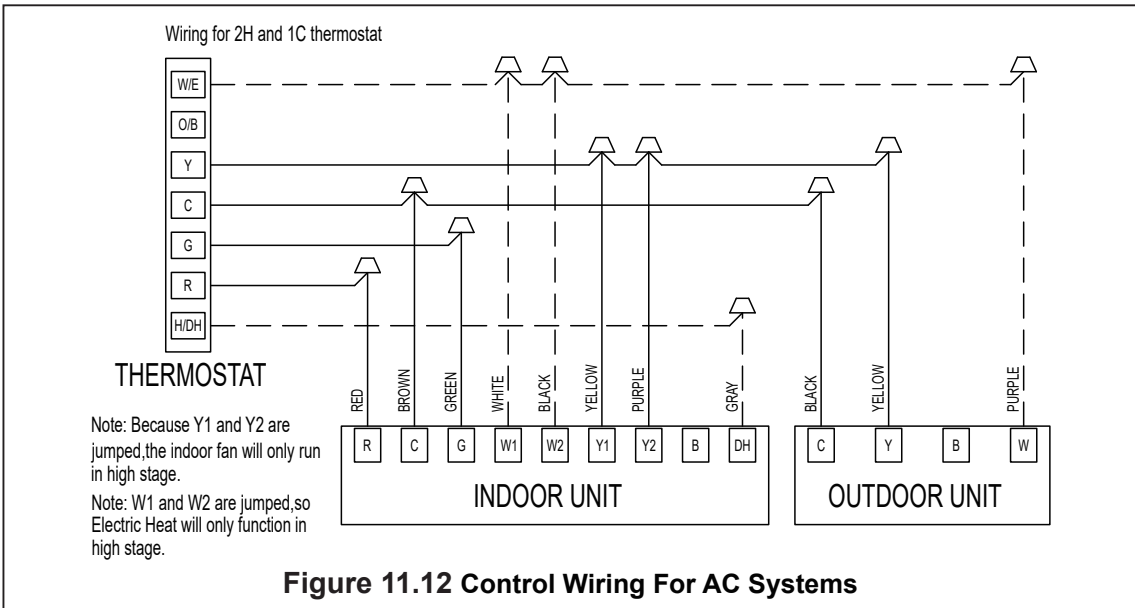 Wiring for 2H and 1C thermostat
W/E
O/B
Y
C
G
R
H/DH
THERMOSTAT
Note: Because Y1 and Y2 are
jumped,the indoor fan will only run
in high stage.
Note: W1 and W2 are jumped,so
Electric Heat will only function in
high stage.
RED BROWN GREEN WHITE BLACK YELLOW PURPLE GRAY BLACK YELLOW PURPLE
R C G W1 W2 Y1 Y2 B DH C Y B W
INDOOR UNIT OUTDOOR UNIT
Figure 11.12 Control Wiring For AC Systems